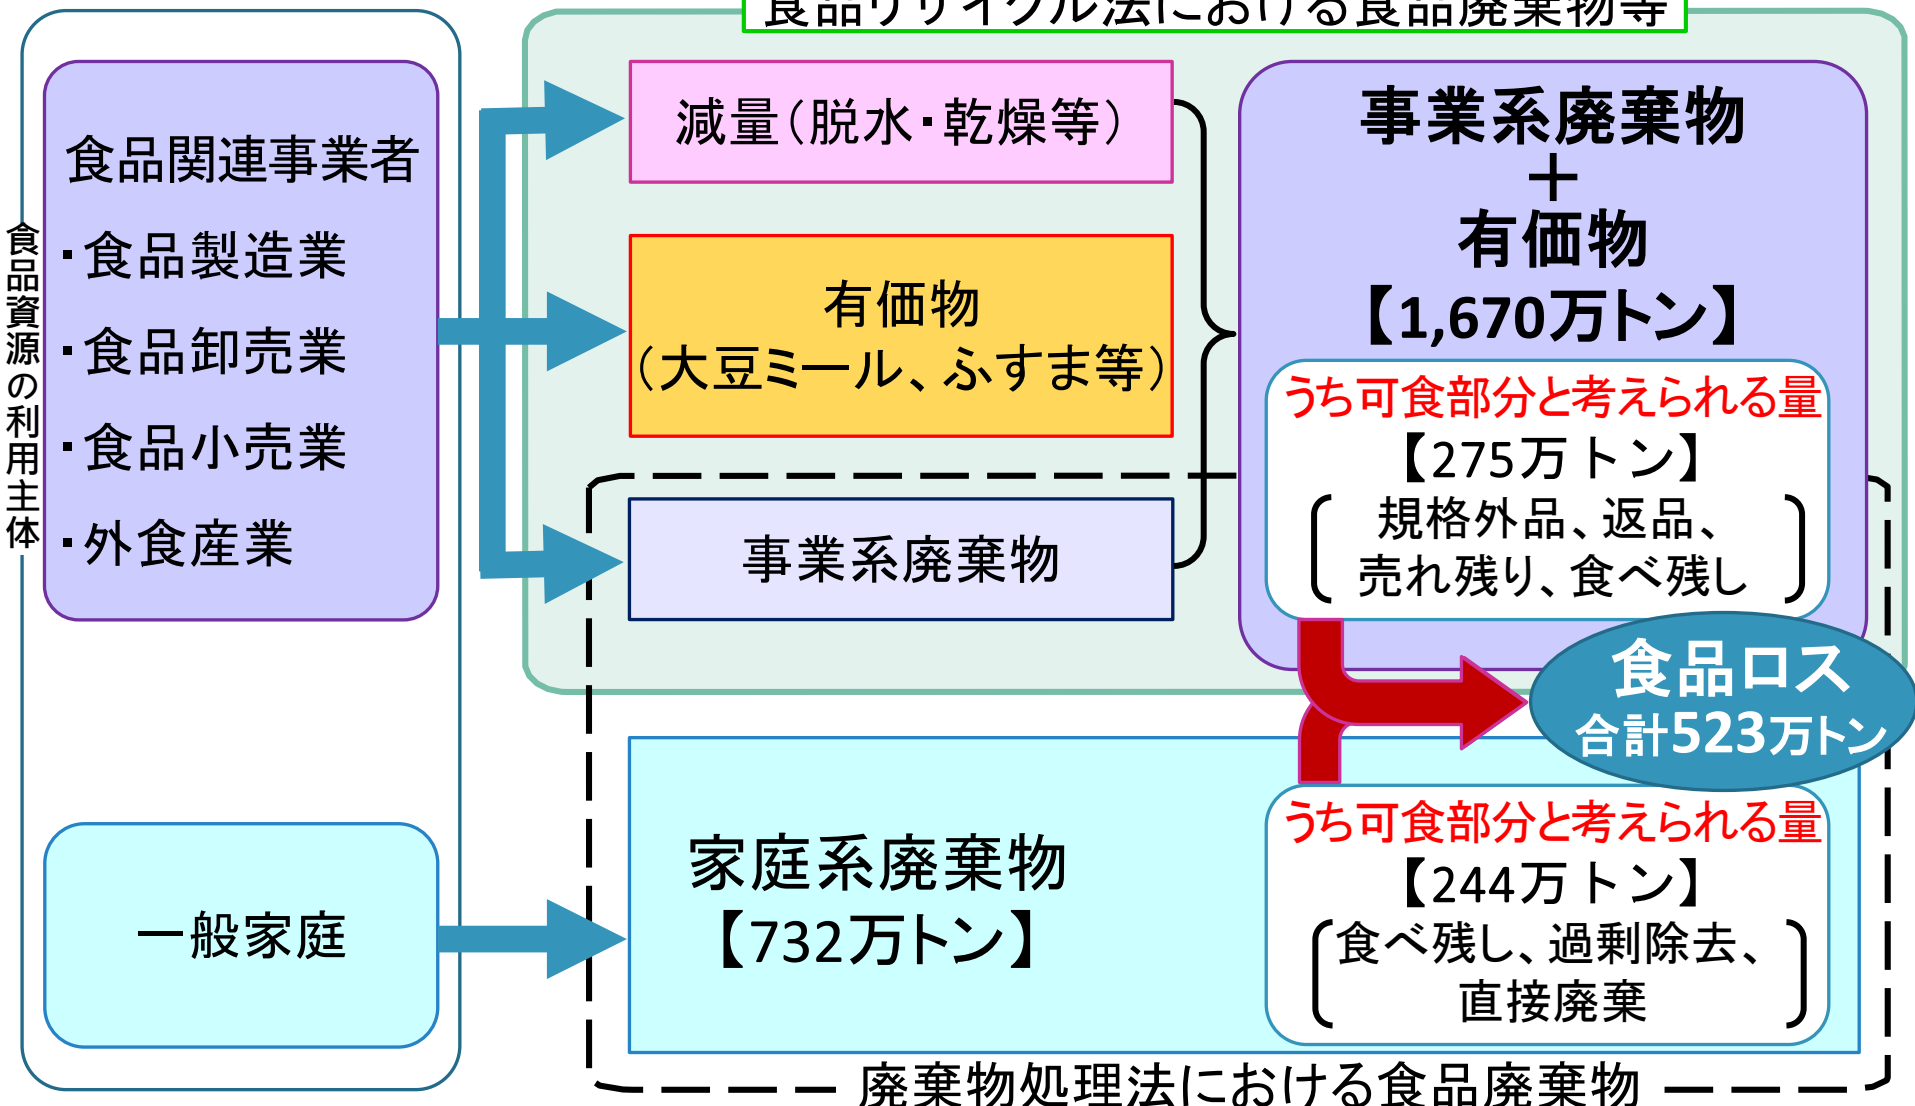 食品リサイクル法における食品廃棄物等
食品資源の利用主体
食品関連事業者
・食品製造業
・食品卸売業
・食品小売業
・外食産業
一般家庭
減量(脱水・乾燥等)
有価物
(大豆ミール、ふすま等)
事業系廃棄物
事業系廃棄物
+
有価物
【1,670万トン】
うち可食部分と考えられる量
【275万トン】
規格外品、返品、
売れ残り、食べ残し
食品ロス
合計523万トン
家庭系廃棄物
【732万トン】
うち可食部分と考えられる量
【244万トン】
食べ残し、過剰除去、
直接廃棄
廃棄物処理法における食品廃棄物